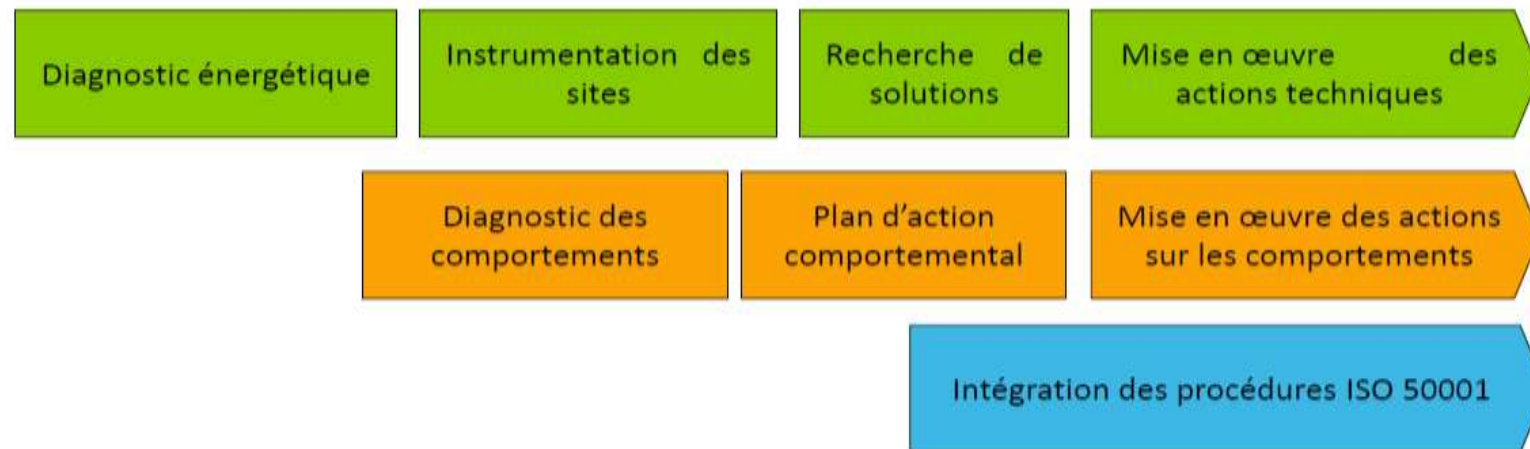 Diagnostic énergétique
Instrumentation des
sites
Recherche de
solutions
Mise en œuvre des
actions techniques
Diagnostic des
comportements
Plan d’action
comportemental
Mise en œuvre des actions
sur les comportements
Intégration des procédures ISO 50001